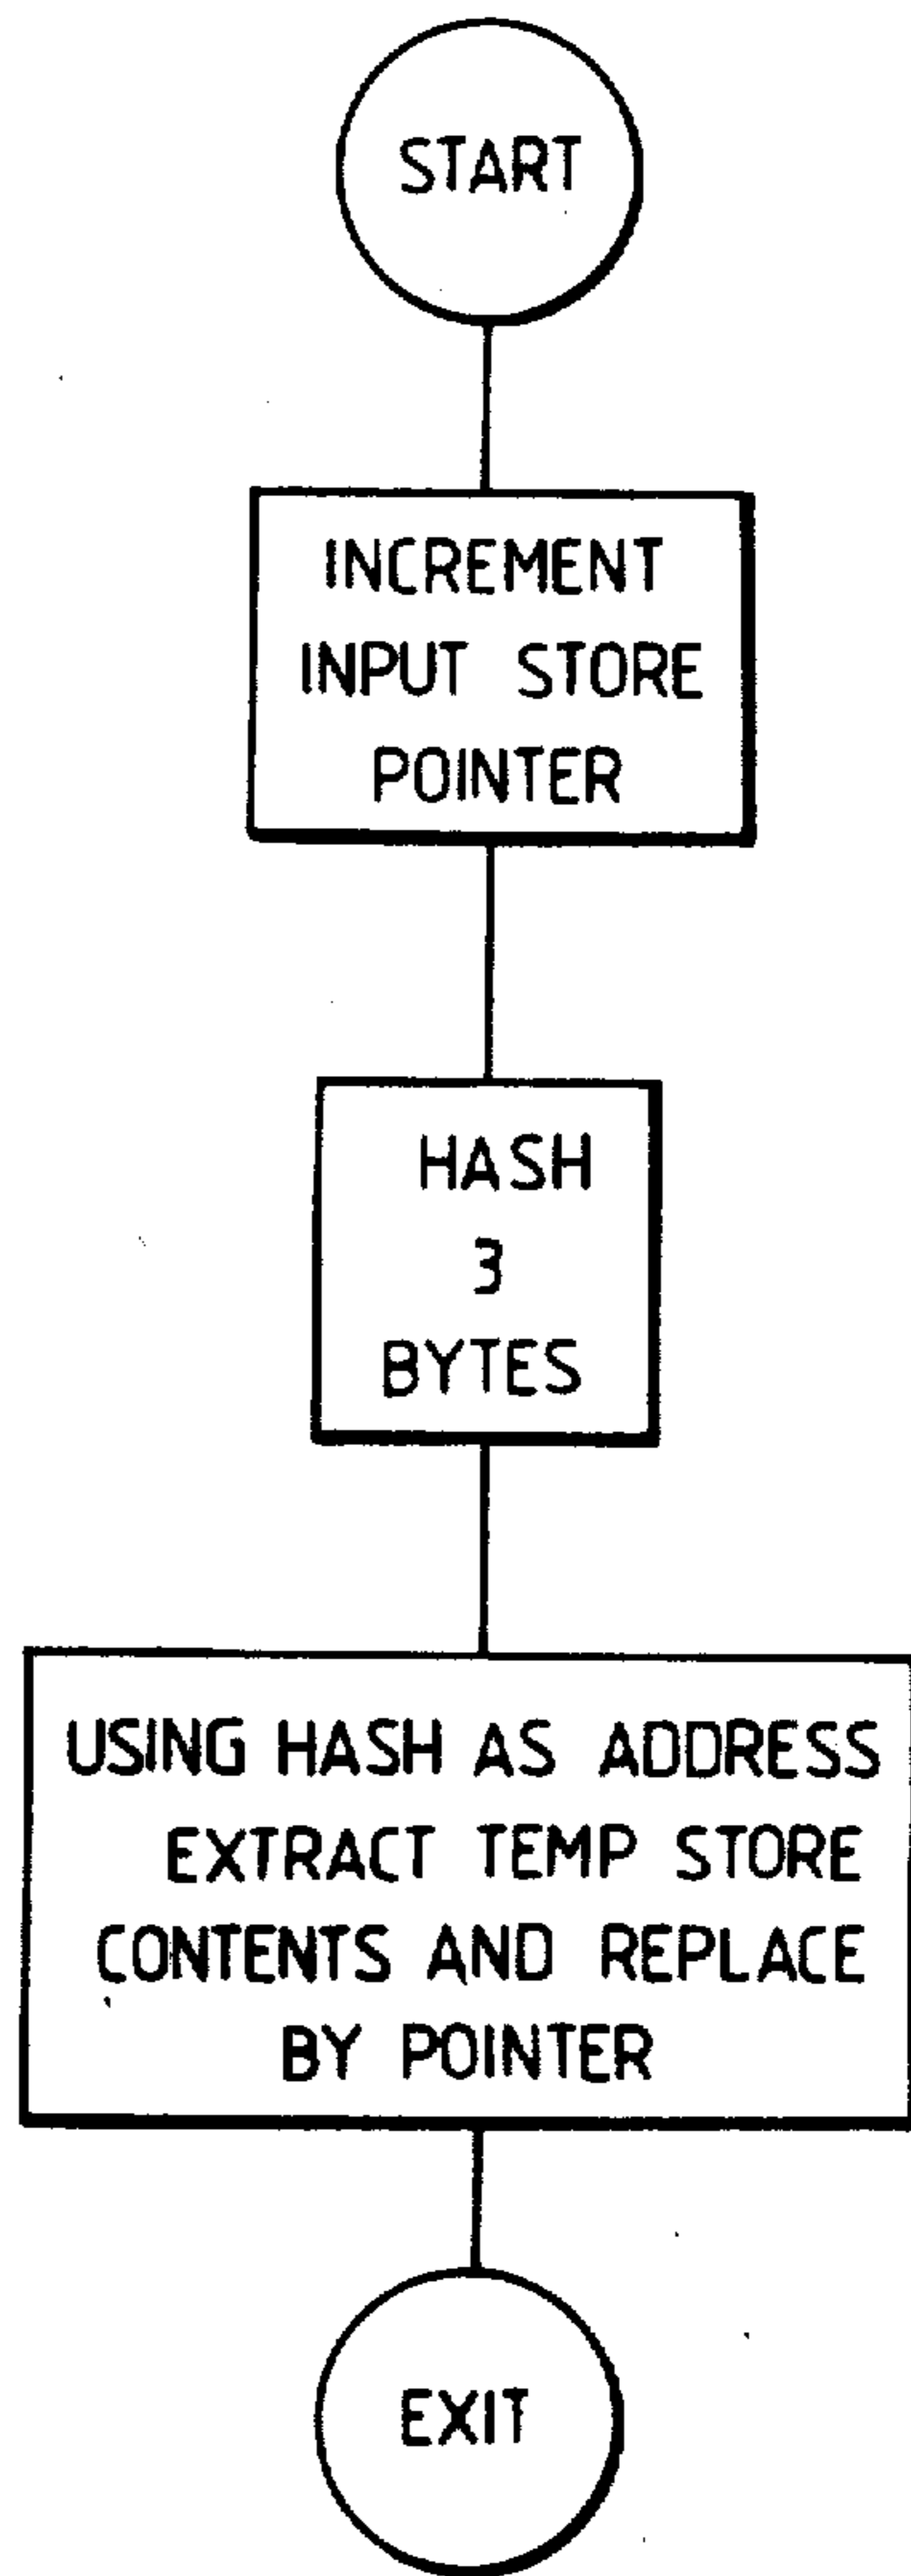 START
INCREMENT
INPUT STORE
POINTER
HASH
3
BYTES
USING HASH AS ADDRESS
EXTRACT TEMP STORE
CONTENTS AND REPLACE
BY POINTER
EXIT